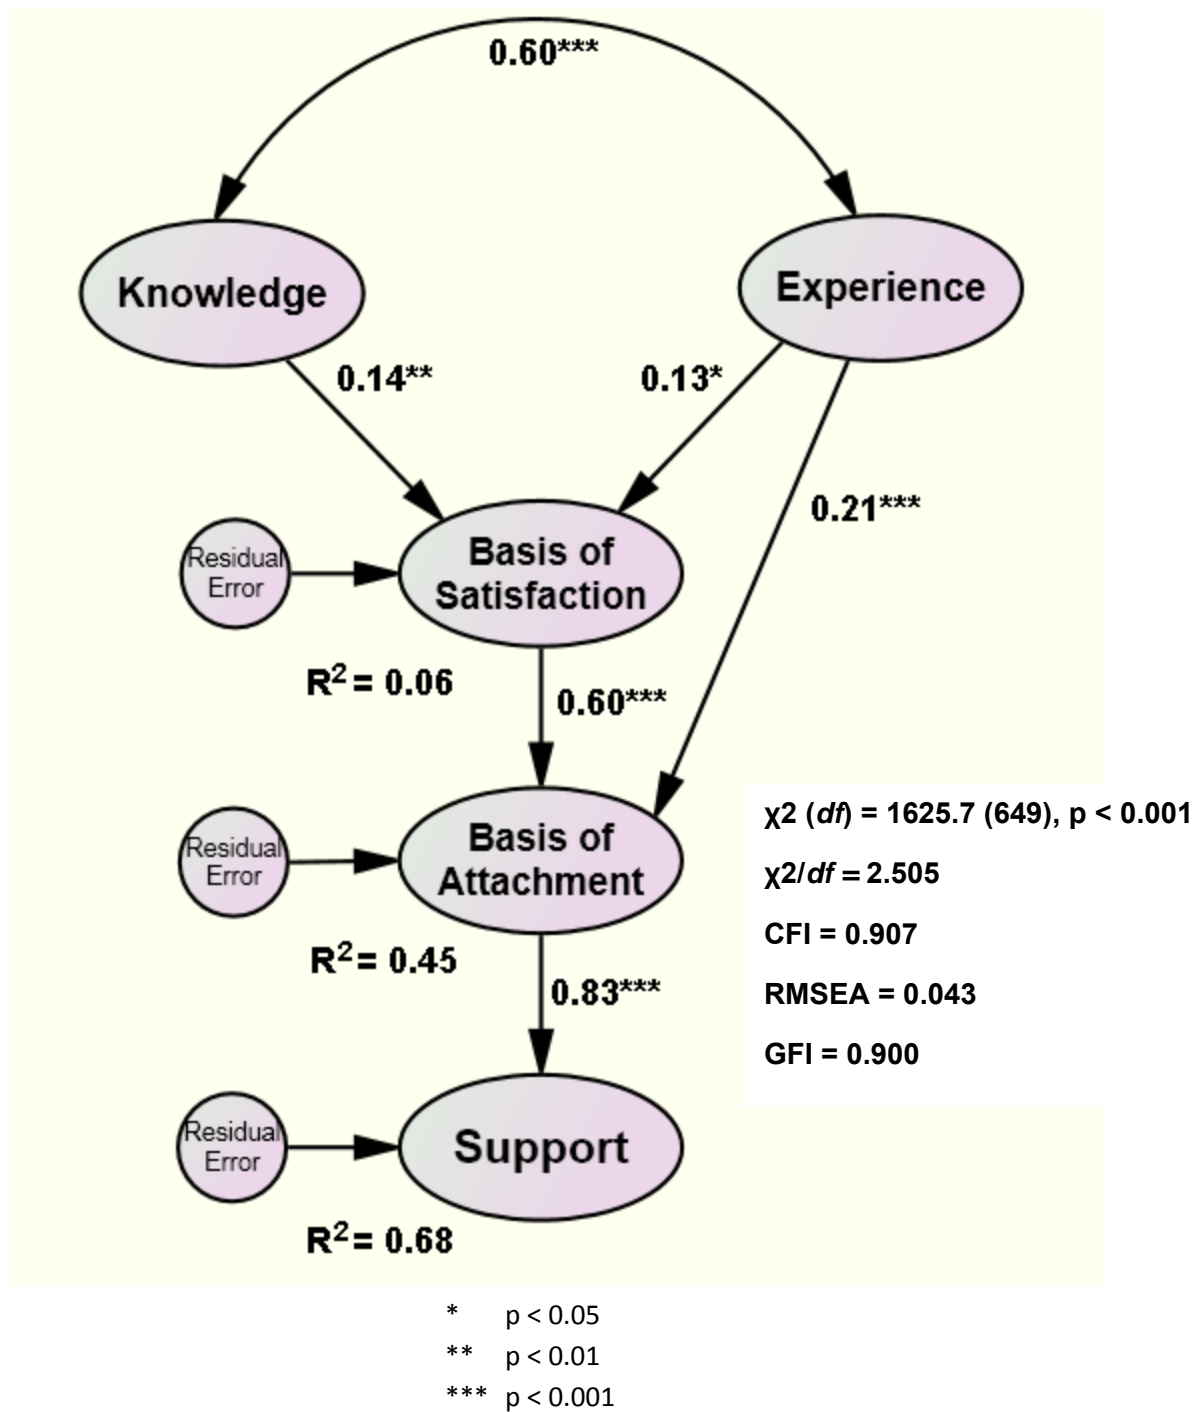 0.60***
Knowledge
Experience
0.14**
0.13*
0.21***
Residual
Error
Basis of
Satisfaction
R² = 0.06
0.60***
Residual
Error
Basis of
Attachment
R² = 0.45
χ2 (df) = 1625.7 (649), p < 0.001
χ2/df = 2.505
CFI = 0.907
RMSEA = 0.043
GFI = 0.900
0.83***
Residual
Error
Support
R² = 0.68
* p < 0.05
** p < 0.01
*** p < 0.001